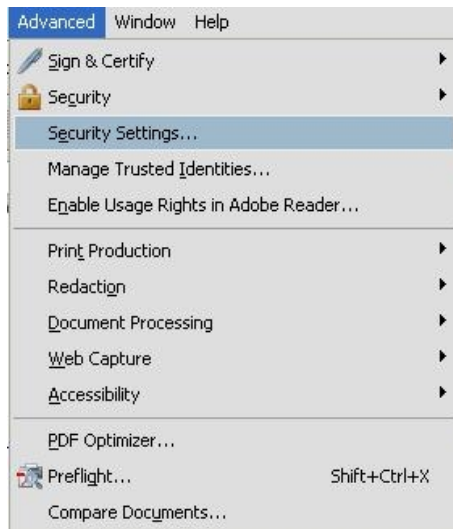 Advanced Window Help
Sign & Certify
Security
Security Settings...
Manage Trusted Identities...
Enable Usage Rights in Adobe Reader...
Print Production
Redaction
Document Processing
Web Capture
Accessibility
PDF Optimizer...
Preflight... Shift+Ctrl+X
Compare Documents...